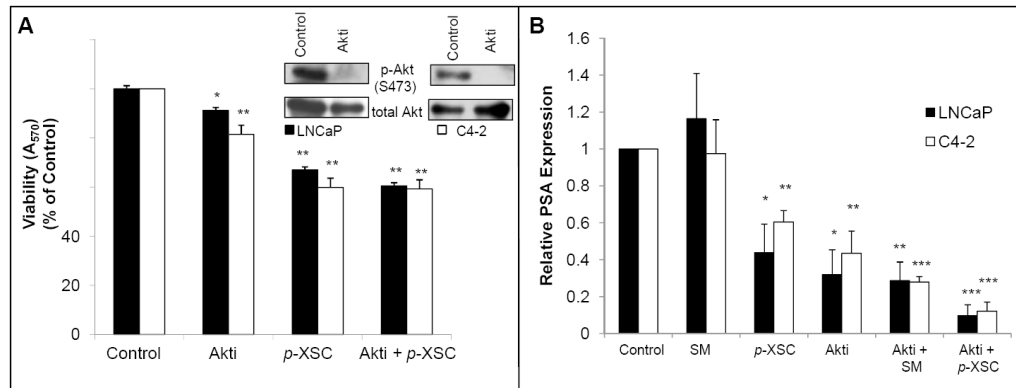 A
Control
Akti
Control
Akti
p-Akt
(S473)
total Akt
LNCaP
C4-2
Viability (A570)
(% of Control)
40
20
0
*
**
**
**
**
**
Control
Akti
p-XSC
Akti + p-XSC
B
Relative PSA Expression
1.6
1.4
1.2
1
0.8
0.6
0.4
0.2
0
LNCaP
C4-2
*
**
*
**
**
***
***
***
Control
SM
p-XSC
Akti
Akti +
SM
Akti +
p-XSC